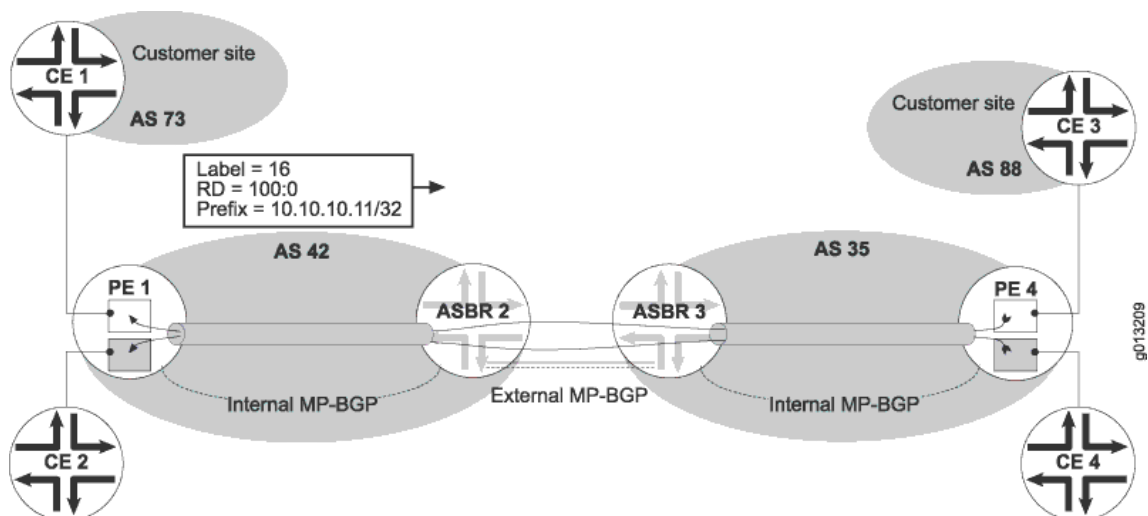 Customer site
CE 1
AS 73
Customer site
CE 3
AS 88
Label = 16
RD = 100:0
Prefix = 10.10.10.11/32
AS 42
AS 35
PE 1
ASBR 2
ASBR 3
PE 4
Internal MP-BGP
External MP-BGP
Internal MP-BGP
CE 2
CE 4
g013209